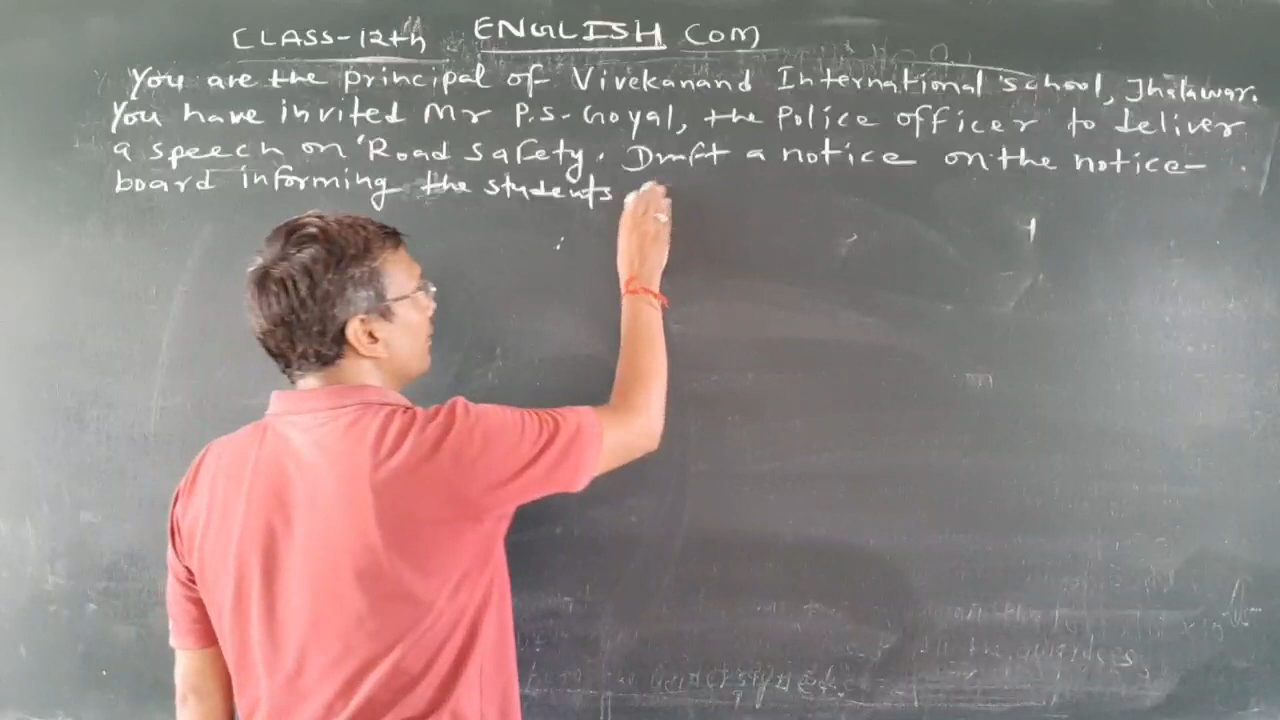 CLASS-12th ENGLISH COM
You are the principal of Vivekanand International school, Jhalawar.
You have invited Mr P.S. Goyal, the Police officer to deliver
a speech on 'Road safety. Draft a notice on the notice-
board informing the students